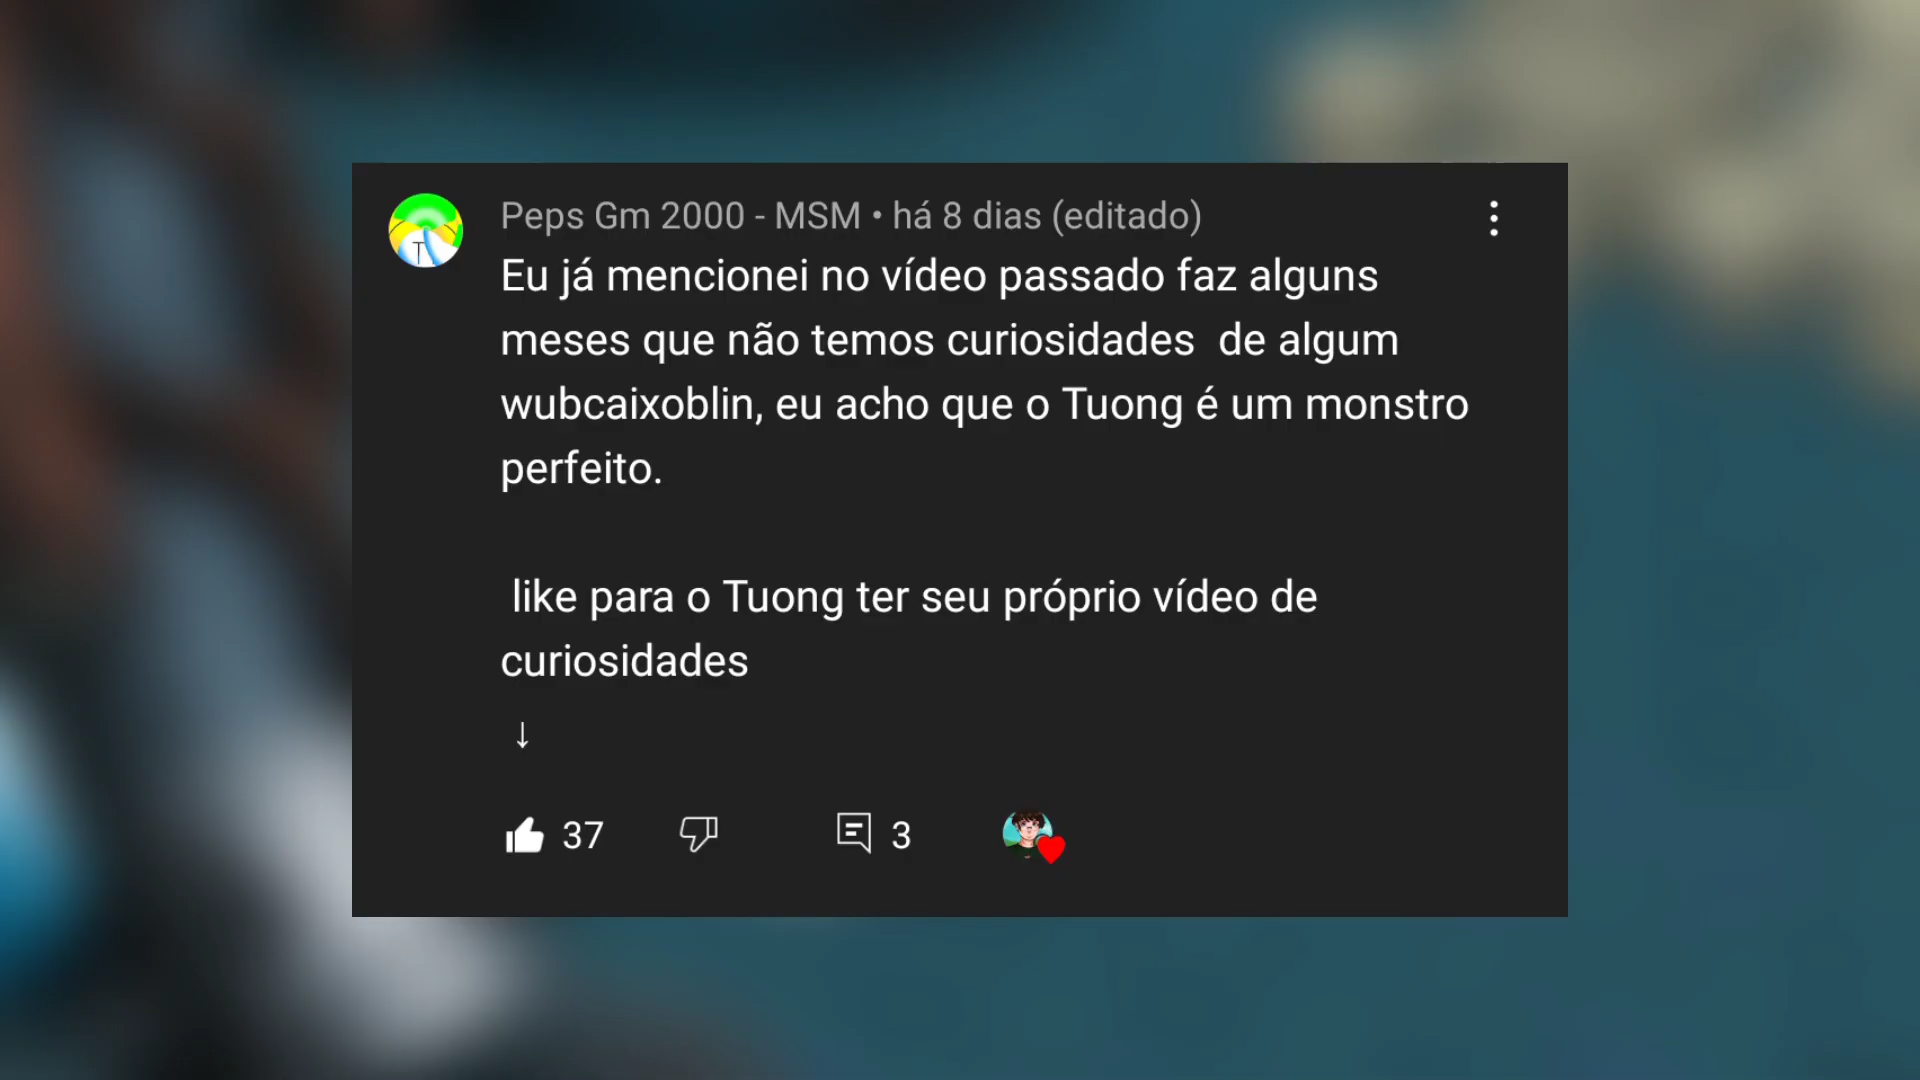 Peps Gm 2000 - MSM • há 8 dias (editado)
Eu já mencionei no vídeo passado faz alguns
meses que não temos curiosidades  de algum
wubcaixoblin, eu acho que o Tuong é um monstro
perfeito.
like para o Tuong ter seu próprio vídeo de
curiosidades
↓
37 3